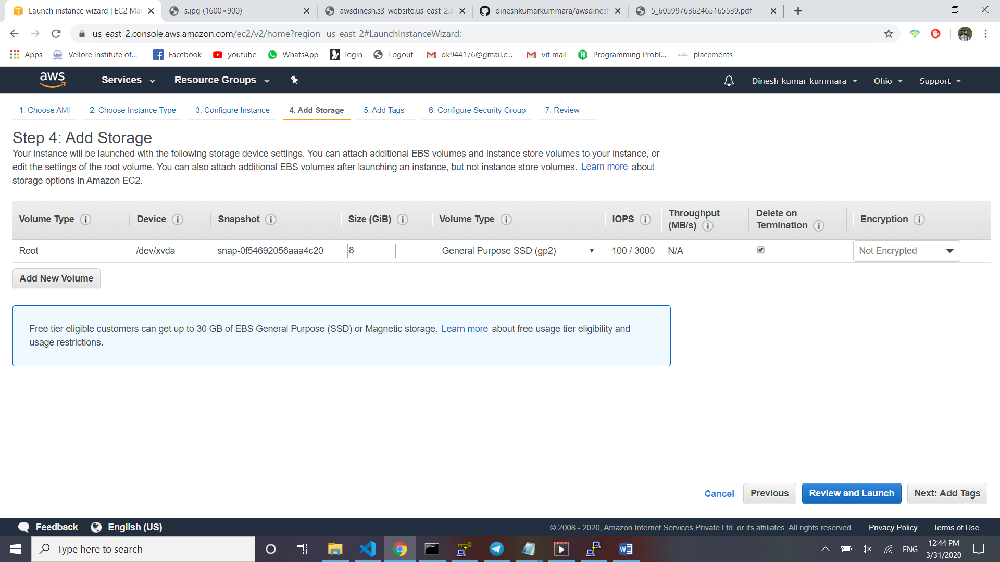 Launch instance wizard | EC2 Mar
s.jpg (1600×900)
awsdinesh.s3-website.us-east-2.a
dineshkumarkummara/awsdinesh
5_6059976362465165539.pdf
us-east-2.console.aws.amazon.com/ec2/v2/home?region=us-east-2#LaunchInstanceWizard:
Apps
Vellore Institute of...
Facebook
youtube
WhatsApp
login
Logout
dk944176@gmail.c...
vit mail
Programming Probl...
placements
aws
Services
Resource Groups
Dinesh kumar kummara
Ohio
Support
1. Choose AMI
2. Choose Instance Type
3. Configure Instance
4. Add Storage
5. Add Tags
6. Configure Security Group
7. Review
Step 4: Add Storage
Your instance will be launched with the following storage device settings. You can attach additional EBS volumes and instance store volumes to your instance, or
edit the settings of the root volume. You can also attach additional EBS volumes after launching an instance, but not instance store volumes. Learn more about
storage options in Amazon EC2.
Volume Type
Device
Snapshot
Size (GiB)
Volume Type
IOPS
Throughput
(MB/s)
Delete on
Termination
Encryption
Root
/dev/xvda
snap-0f54692056aaa4c20
8
General Purpose SSD (gp2)
100 / 3000
N/A
Not Encrypted
Add New Volume
Free tier eligible customers can get up to 30 GB of EBS General Purpose (SSD) or Magnetic storage. Learn more about free usage tier eligibility and
usage restrictions.
Cancel
Previous
Review and Launch
Next: Add Tags
Feedback
English (US)
© 2008 - 2020, Amazon Internet Services Private Ltd. or its affiliates. All rights reserved.
Privacy Policy
Terms of Use
Type here to search
ENG
12:44 PM
3/31/2020